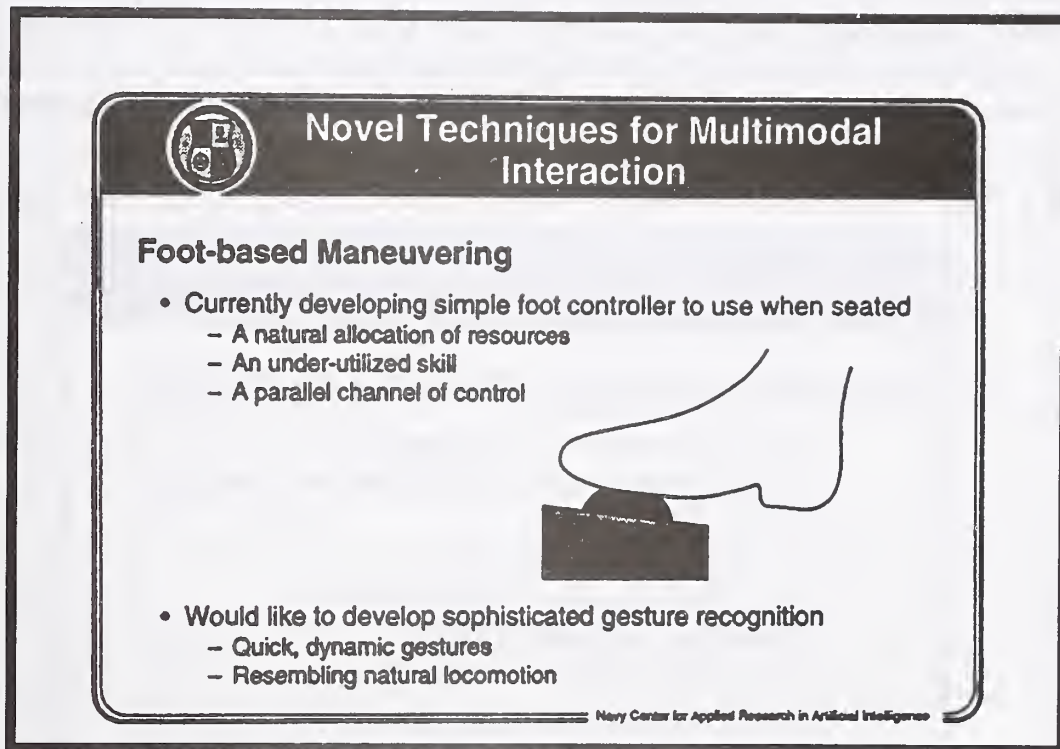 Novel Techniques for Multimodal
Interaction
Foot-based Maneuvering
• Currently developing simple foot controller to use when seated
– A natural allocation of resources
– An under-utilized skill
– A parallel channel of control
• Would like to develop sophisticated gesture recognition
– Quick, dynamic gestures
– Resembling natural locomotion
Navy Center for Applied Research in Artificial Intelligence